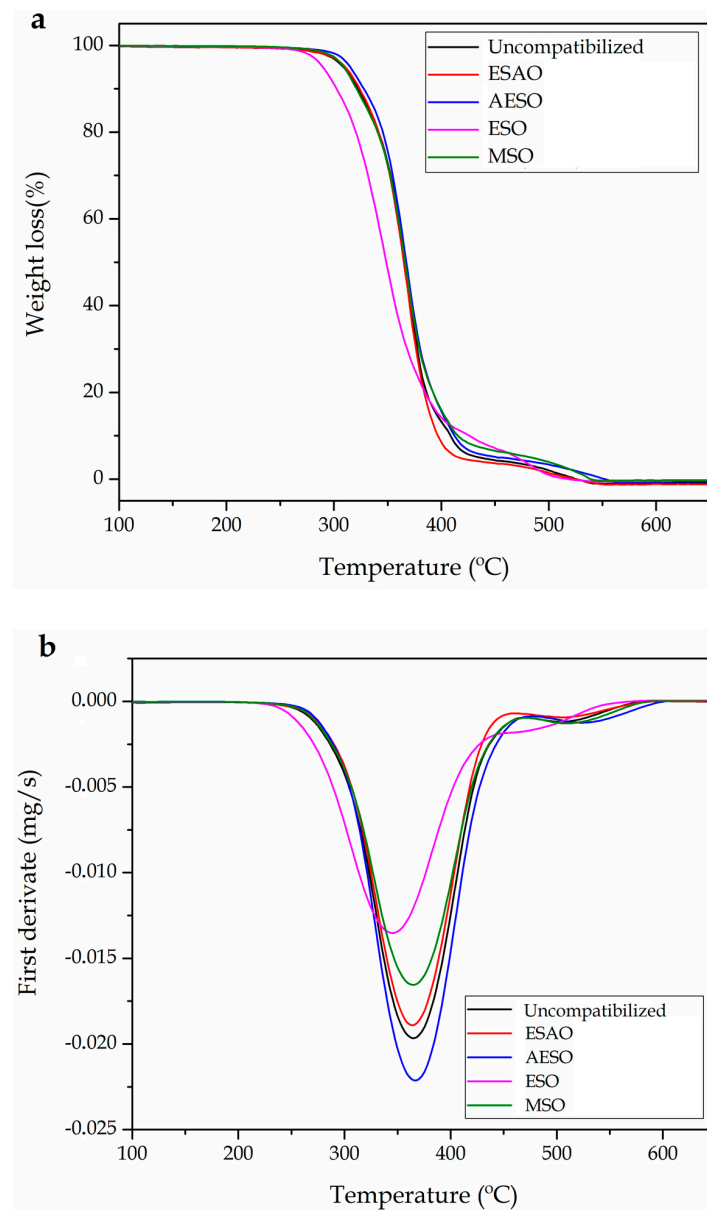 a
Uncompatibilized
ESAO
AESO
ESO
MSO
Weight loss(%)
100
80
60
40
20
0
100 200 300 400 500 600
Temperature (ºC)
b
0.000
-0.005
-0.010
-0.015
-0.020
-0.025
First derivate (mg/s)
Uncompatibilized
ESAO
AESO
ESO
MSO
100 200 300 400 500 600
Temperature (ºC)